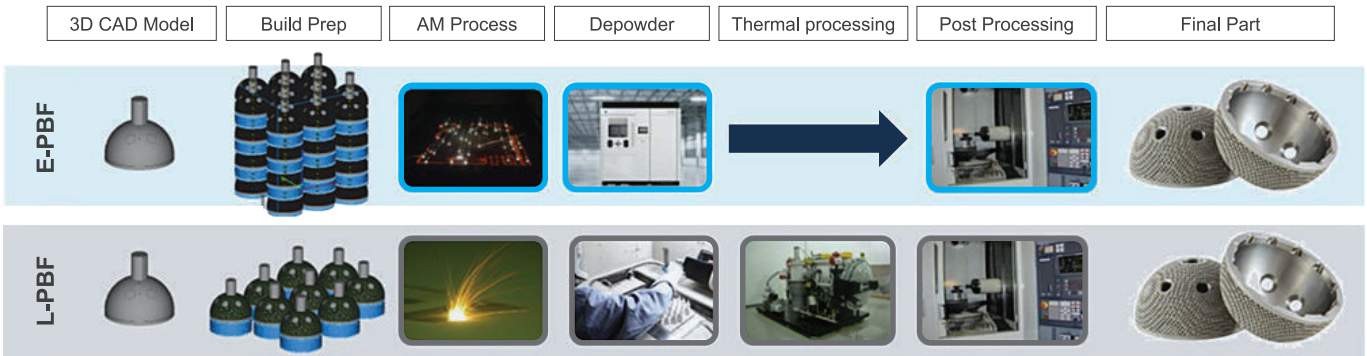 3D CAD Model
Build Prep
AM Process
Depowder
Thermal processing
Post Processing
Final Part
E-PBF
L-PBF